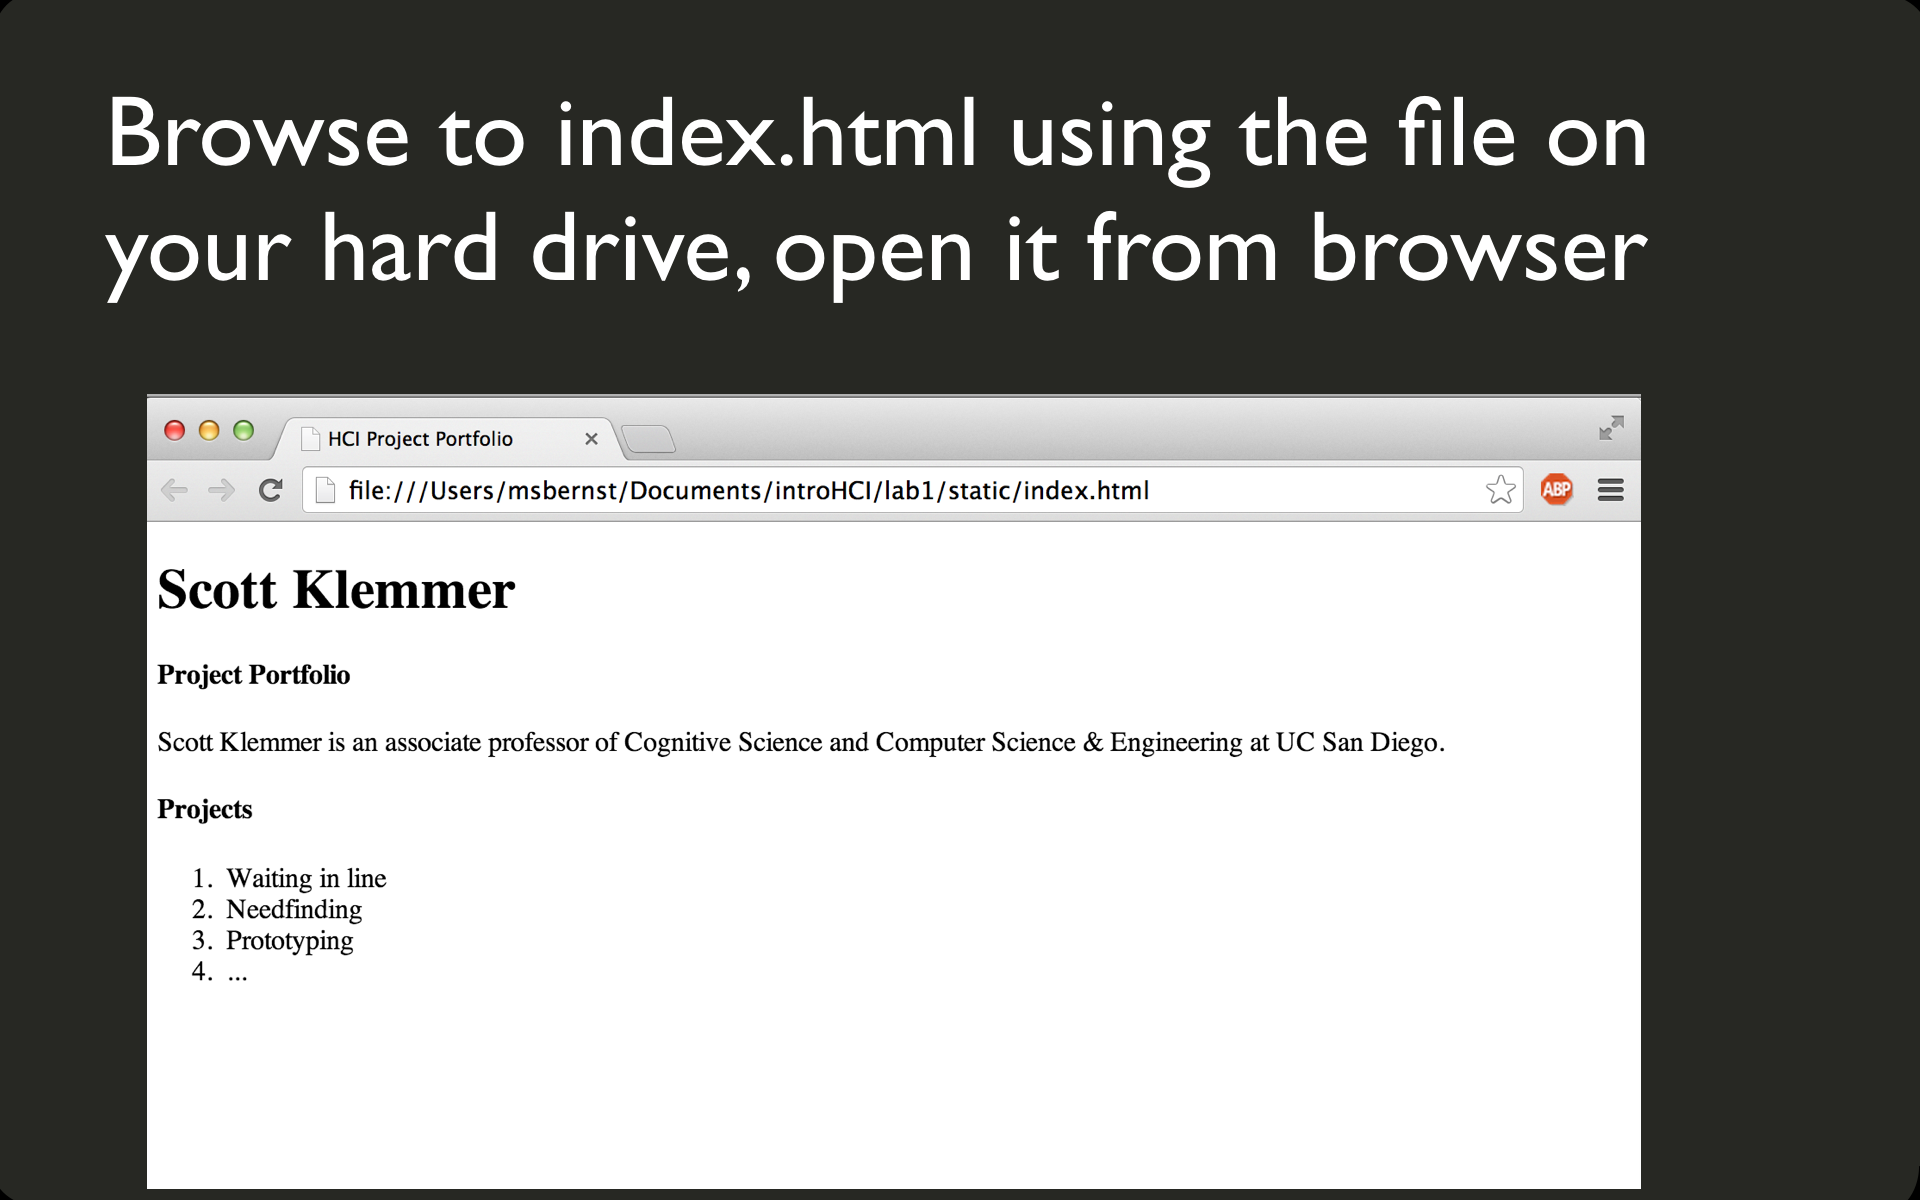 Browse to index.html using the file on
your hard drive, open it from browser
HCI Project Portfolio
file:///Users/msbernst/Documents/introHCI/lab1/static/index.html
ABP
Scott Klemmer
Project Portfolio
Scott Klemmer is an associate professor of Cognitive Science and Computer Science & Engineering at UC San Diego.
Projects
1. Waiting in line
2. Needfinding
3. Prototyping
4. ...